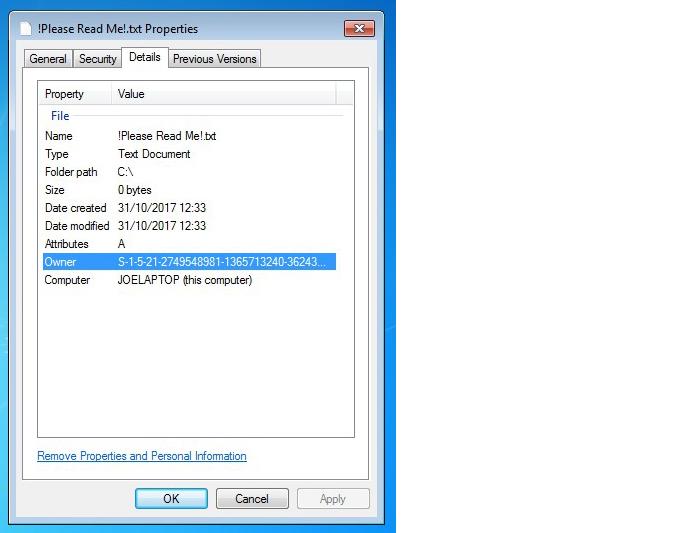 !Please Read Me!.txt Properties
General Security Details Previous Versions
Property Value
File
Name !Please Read Me!.txt
Type Text Document
Folder path C:\
Size 0 bytes
Date created 31/10/2017 12:33
Date modified 31/10/2017 12:33
Attributes A
Owner S-1-5-21-2749548981-1365713240-36243...
Computer JOELAPTOP (this computer)
Remove Properties and Personal Information
OK Cancel Apply